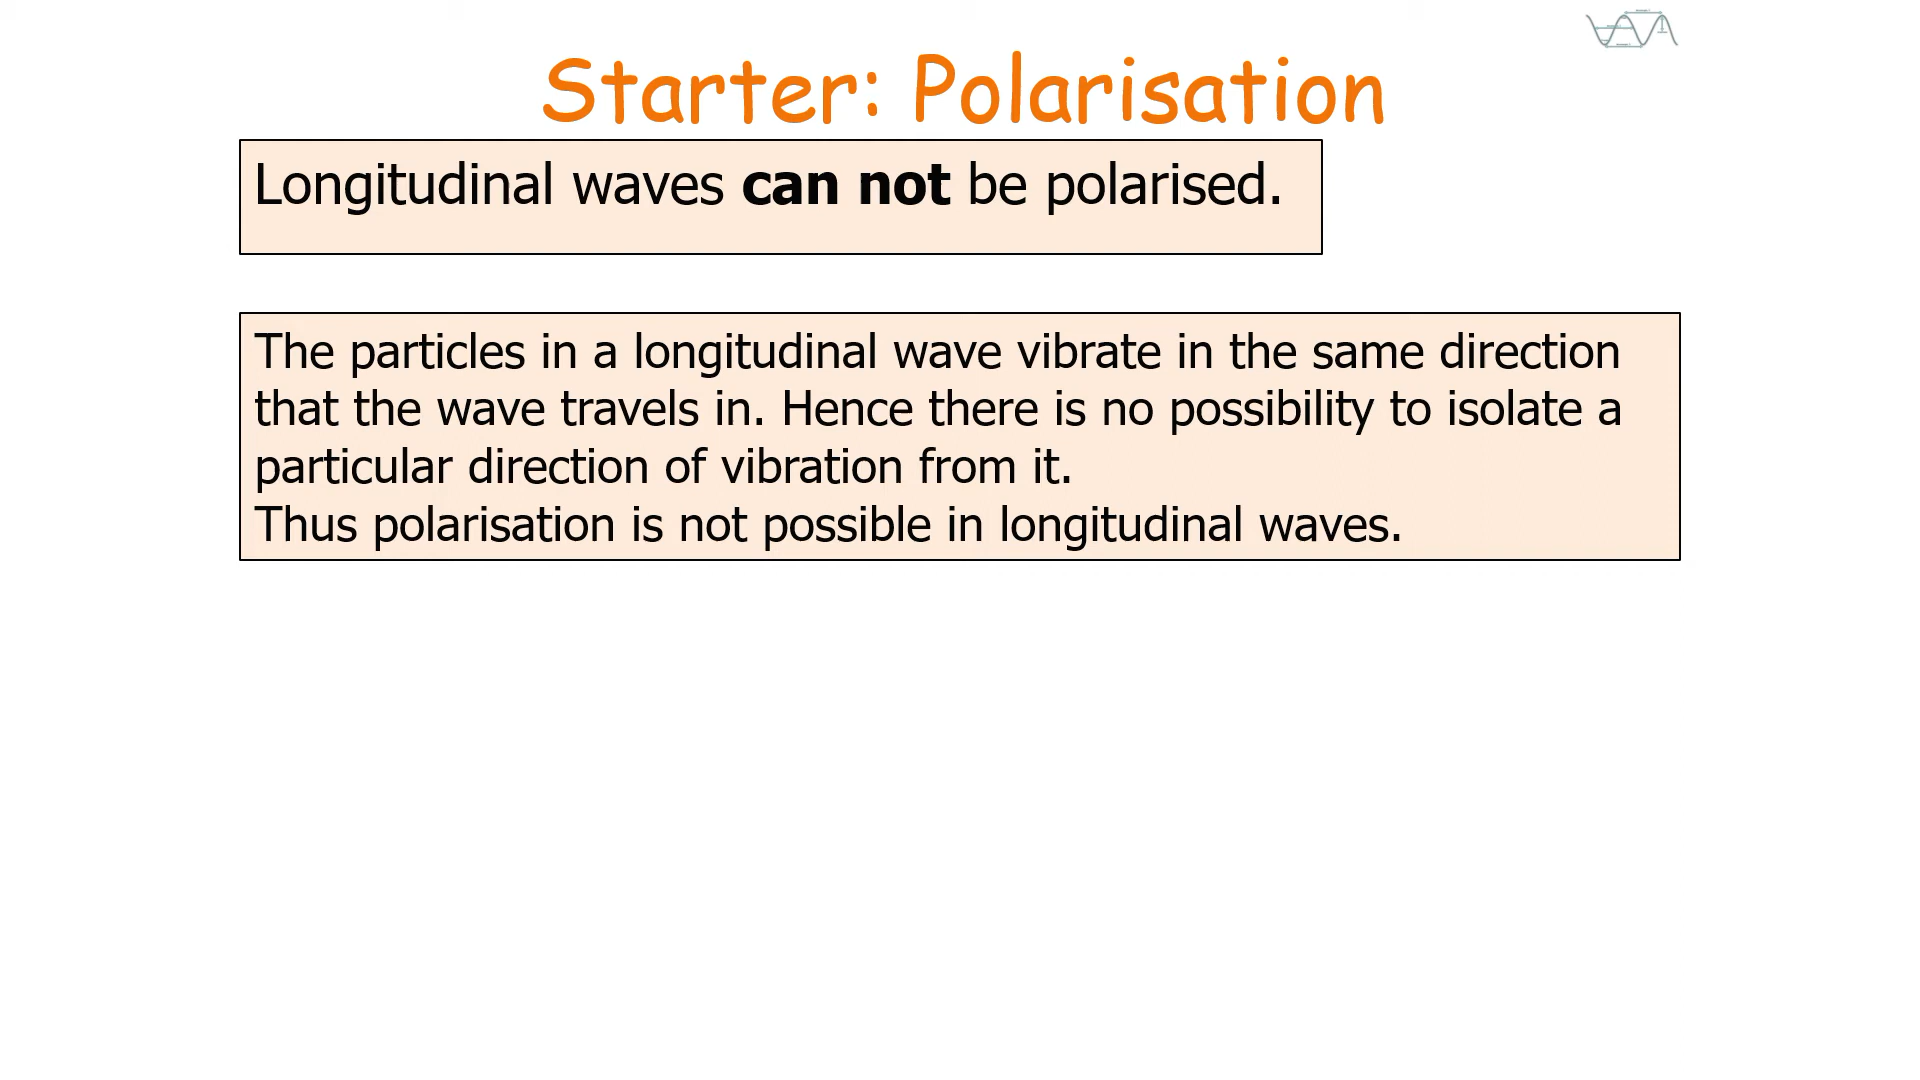 Starter: Polarisation
Longitudinal waves can not be polarised.
The particles in a longitudinal wave vibrate in the same direction
that the wave travels in. Hence there is no possibility to isolate a
particular direction of vibration from it.
Thus polarisation is not possible in longitudinal waves.